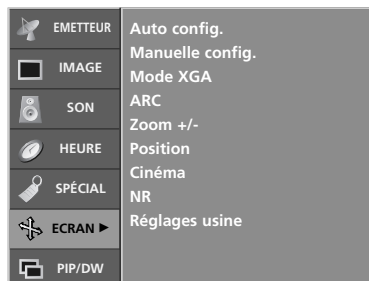 EMETTEUR
IMAGE
SON
HEURE
SPÉCIAL
ECRAN ►
PIP/DW
Auto config.
Manuelle config.
Mode XGA
ARC
Zoom +/-
Position
Cinéma
NR
Réglages usine